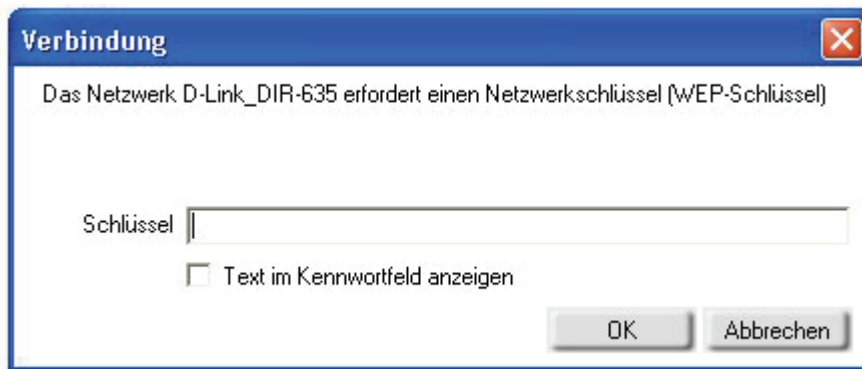 Verbindung
Das Netzwerk D-Link_DIR-635 erfordert einen Netzwerkschlüssel (WEP-Schlüssel)
Schlüssel
Text im Kennwortfeld anzeigen
OK Abbrechen